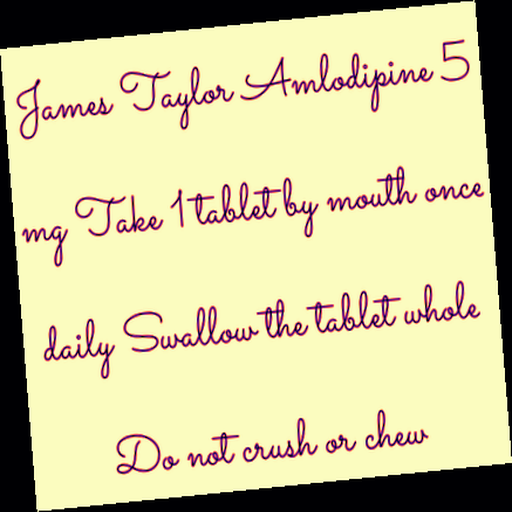 James Taylor Amlodipine 5
mg Take 1 tablet by mouth once
daily Swallow the tablet whole
Do not crush or chew